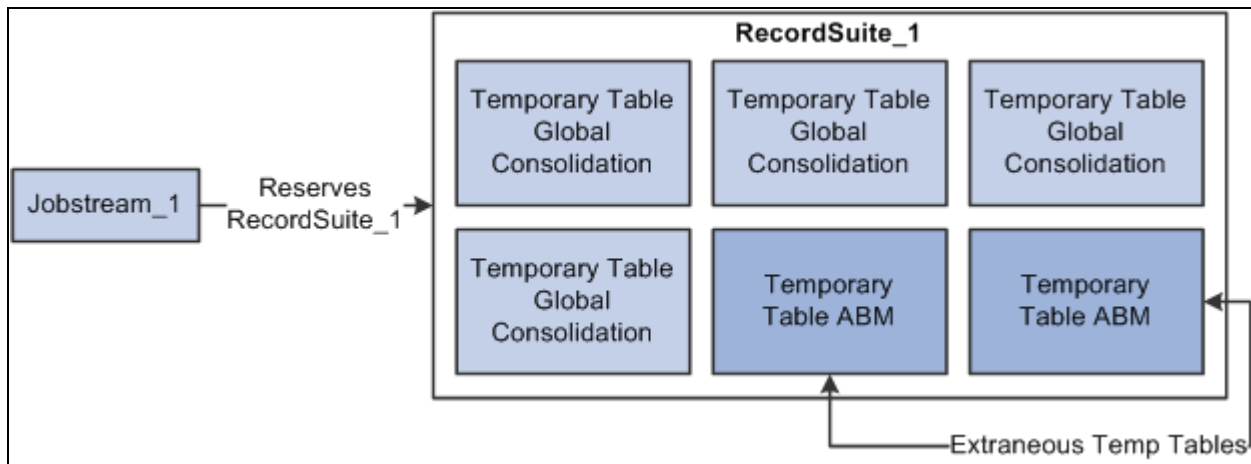 RecordSuite_1
Temporary Table
Global
Consolidation
Temporary Table
Global
Consolidation
Temporary Table
Global
Consolidation
Jobstream_1
Reserves
RecordSuite_1
Temporary Table
Global
Consolidation
Temporary
Table ABM
Temporary
Table ABM
Extraneous Temp Tables